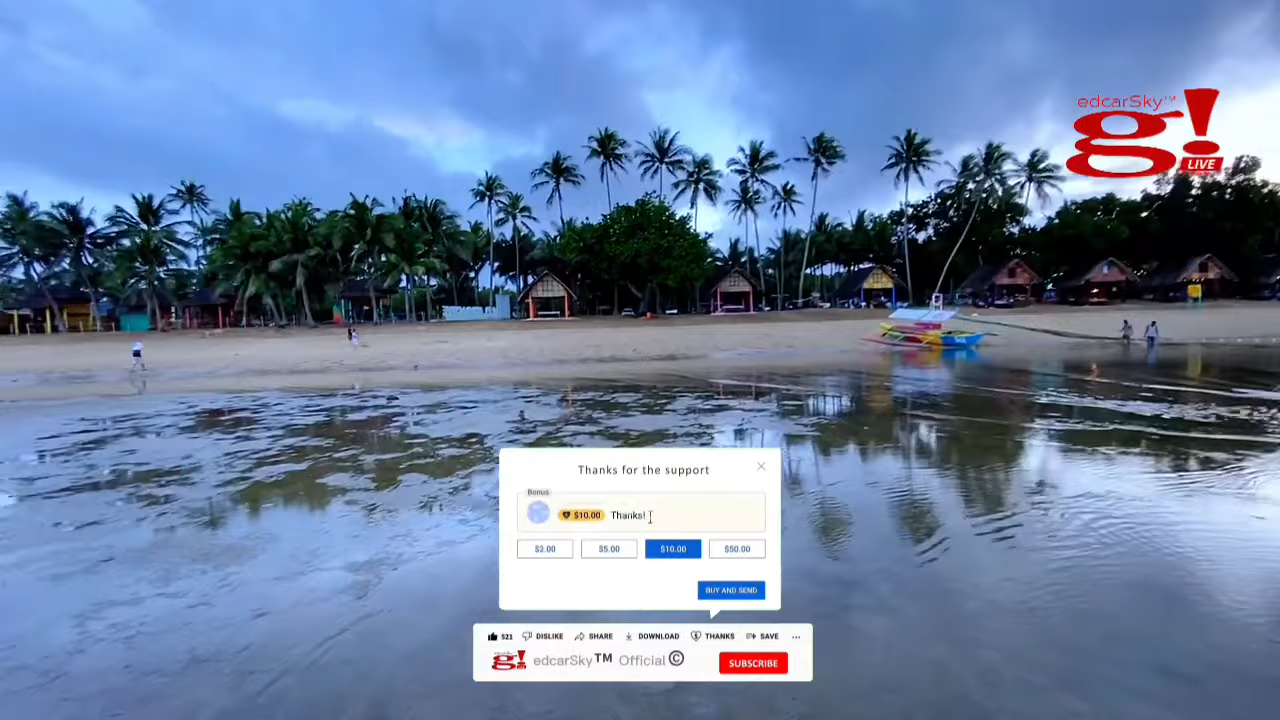 edcarSky™
g!
LIVE
Thanks for the support
Bonus
$10.00 Thanks!
$2.00 $5.00 $10.00 $50.00
BUY AND SEND
521 DISLIKE SHARE DOWNLOAD THANKS SAVE ...
g! edcarSky™ Official ©
SUBSCRIBE